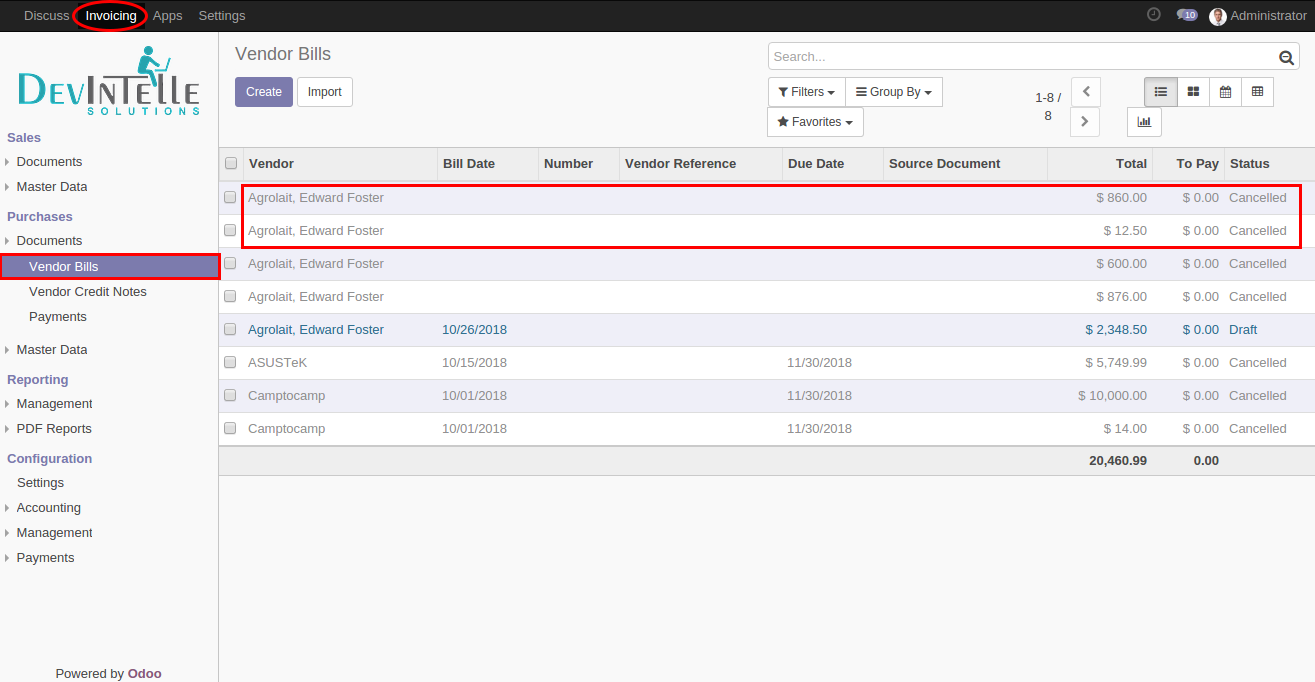 Discuss Invoicing Apps Settings 10 Administrator
DEVINTELLE
SOLUTIONS
Sales
Documents
Master Data
Purchases
Documents
Vendor Bills
Vendor Credit Notes
Payments
Master Data
Reporting
Management
PDF Reports
Configuration
Settings
Accounting
Management
Payments
Powered by Odoo
Vendor Bills
Search...
Create Import
Filters Group By
Favorites
1-8 /
8
Vendor Bill Date Number Vendor Reference Due Date Source Document Total To Pay Status
Agrolait, Edward Foster $ 860.00 $ 0.00 Cancelled
Agrolait, Edward Foster $ 12.50 $ 0.00 Cancelled
Agrolait, Edward Foster $ 600.00 $ 0.00 Cancelled
Agrolait, Edward Foster $ 876.00 $ 0.00 Cancelled
Agrolait, Edward Foster 10/26/2018 $ 2,348.50 $ 0.00 Draft
ASUSTeK 10/15/2018 11/30/2018 $ 5,749.99 $ 0.00 Cancelled
Camptocamp 10/01/2018 11/30/2018 $ 10,000.00 $ 0.00 Cancelled
Camptocamp 10/01/2018 11/30/2018 $ 14.00 $ 0.00 Cancelled
20,460.99 0.00